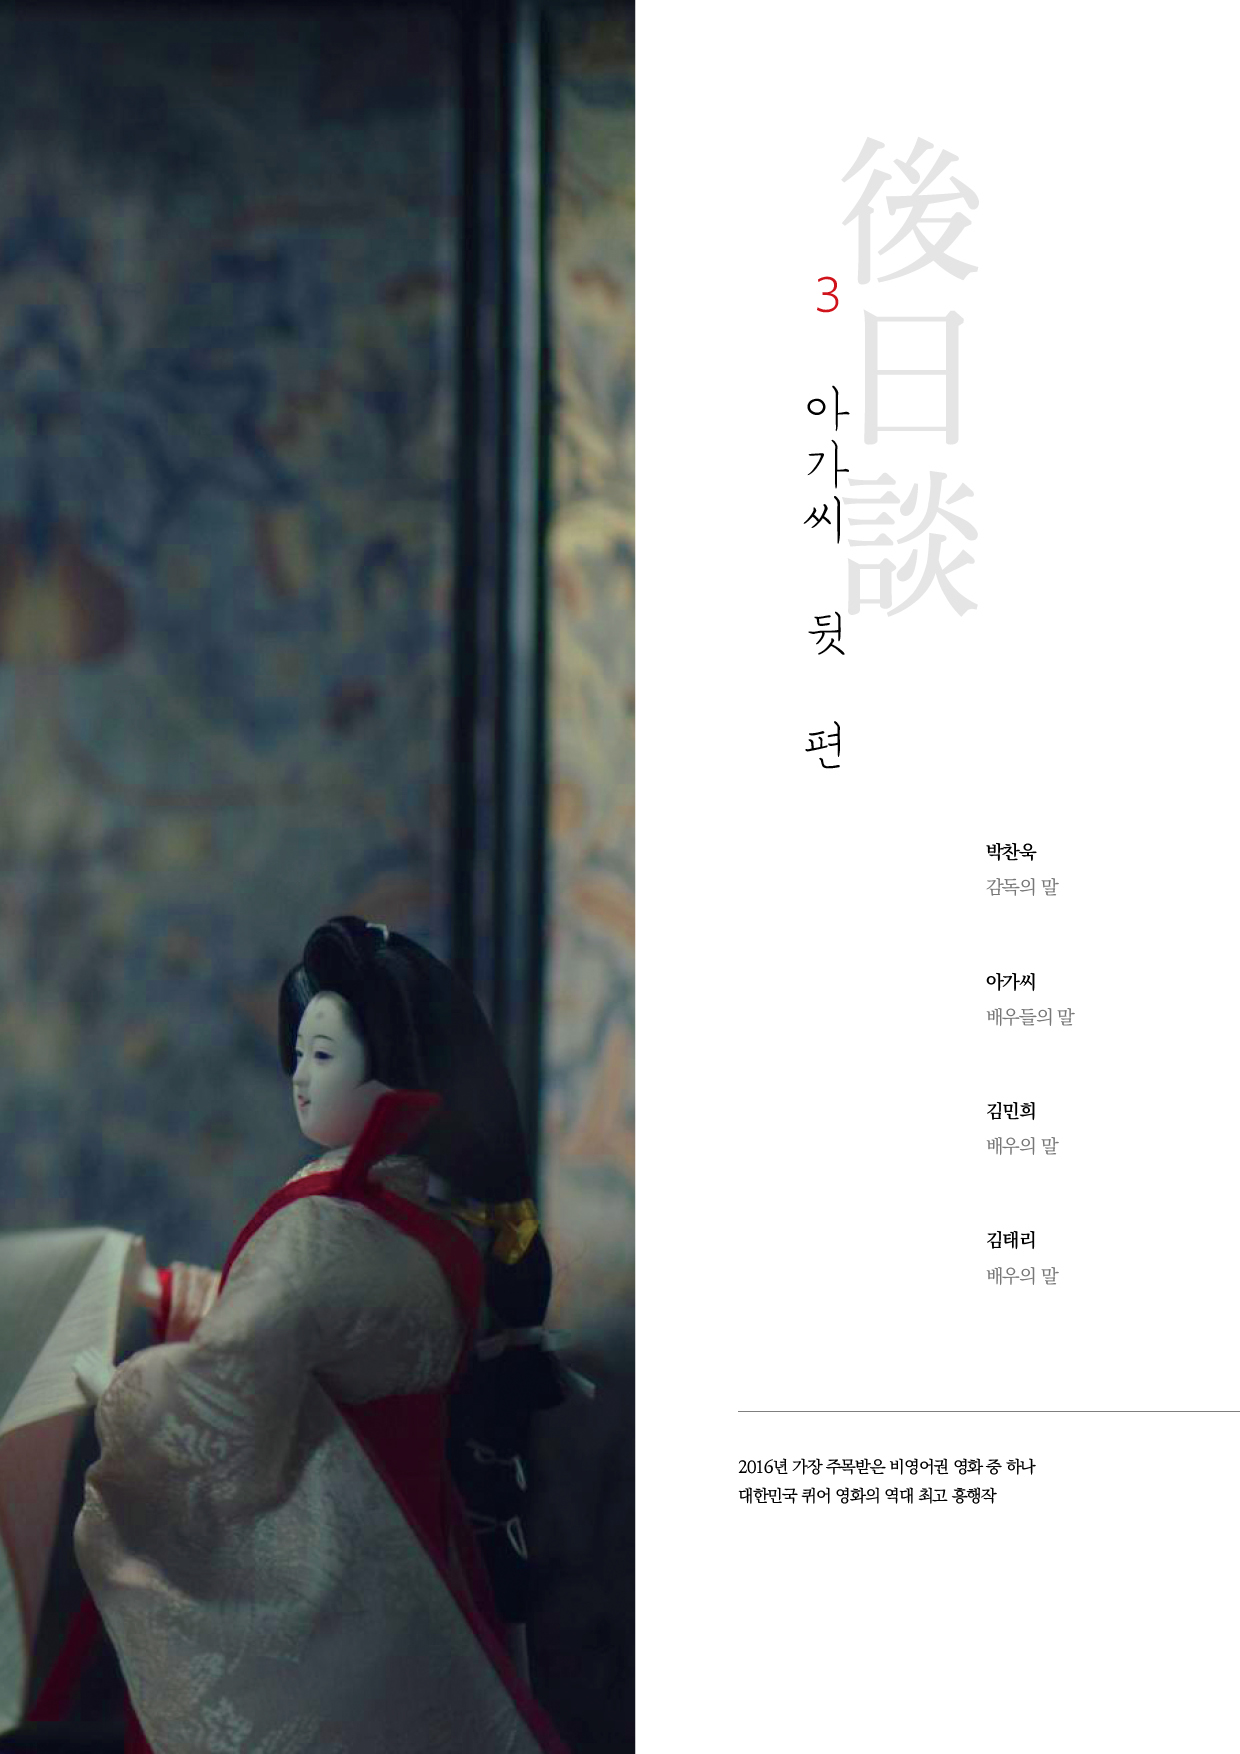 後日談
3
아가씨 뒷 편
박찬욱
감독의 말
아가씨
배우들의 말
김민희
배우의 말
김태리
배우의 말
2016년 가장 주목받은 비영어권 영화 중 하나
대한민국 퀴어 영화의 역대 최고 흥행작